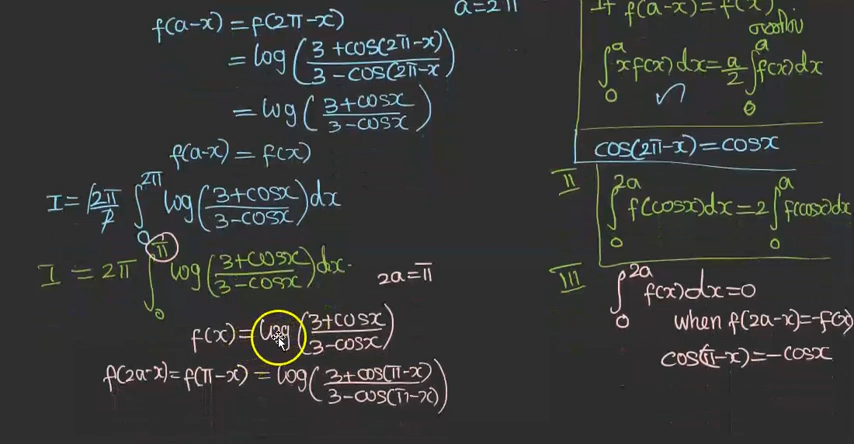 f(a-x) = f(2π-x)
a = 2π
= log((3+cos(2π-x))/(3-cos(2π-x))
= log((3+cosx)/(3-cosx))
f(a-x) = f(x)
I = 2π/2 ∫₀^2π log((3+cosx)/(3-cosx)) dx
I = 2π ∫₀^π log((3+cosx)/(3-cosx)) dx.
2a = π
f(x) = log((3+cosx)/(3-cosx))
f(2a-x) = f(π-x) = log((3+cos(π-x))/(3-cos(π-x)))
If f(a-x) = f(x)
∫₀^a x f(x) dx = a/2 ∫₀^a f(x) dx
cos(2π-x) = cosx
II
∫₀^2a f(cosx) dx = 2 ∫₀^a f(cosx) dx
III
∫₀^2a f(x) dx = 0
when f(2a-x) = -f(x)
cos(π-x) = -cosx